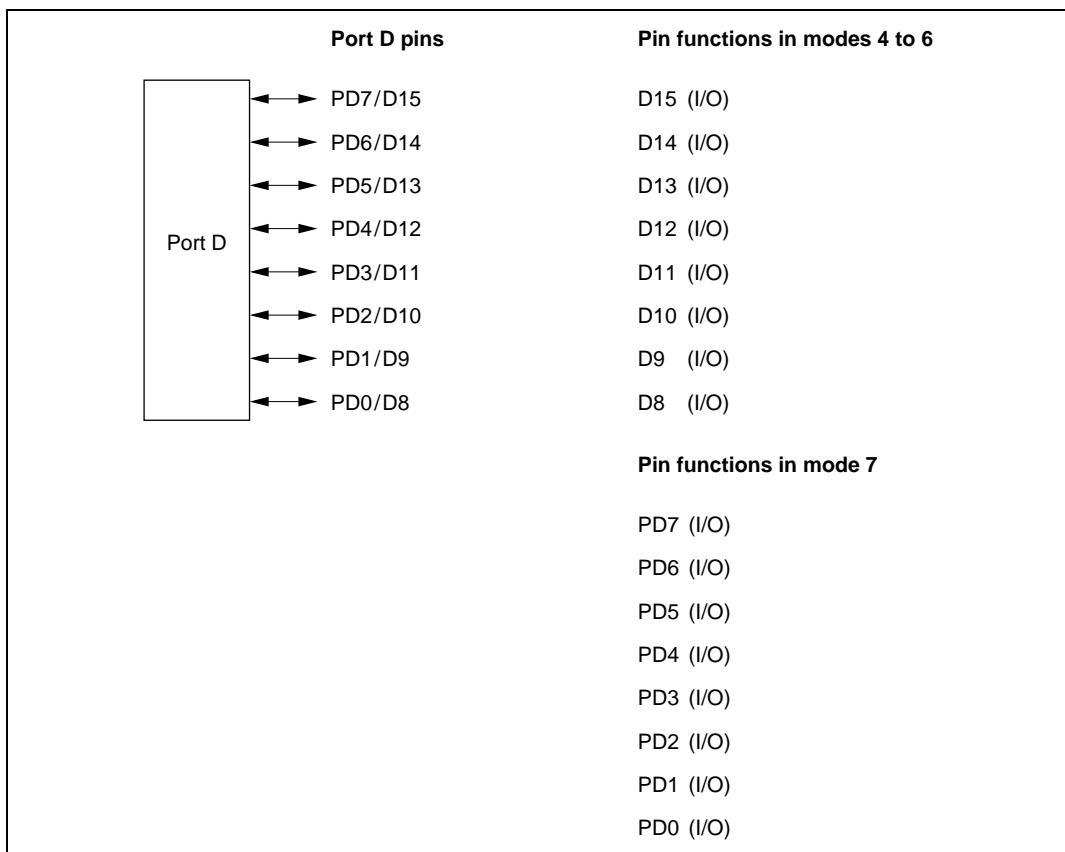 Port D pins Pin functions in modes 4 to 6
PD7/D15 D15 (I/O)
PD6/D14 D14 (I/O)
PD5/D13 D13 (I/O)
PD4/D12 D12 (I/O)
Port D
PD3/D11 D11 (I/O)
PD2/D10 D10 (I/O)
PD1/D9 D9 (I/O)
PD0/D8 D8 (I/O)
Pin functions in mode 7
PD7 (I/O)
PD6 (I/O)
PD5 (I/O)
PD4 (I/O)
PD3 (I/O)
PD2 (I/O)
PD1 (I/O)
PD0 (I/O)